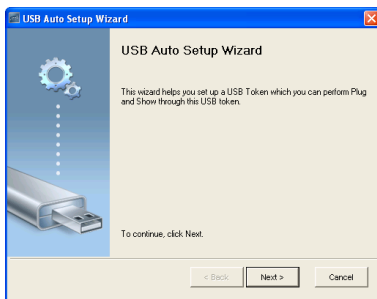 USB Auto Setup Wizard
USB Auto Setup Wizard
This wizard helps you set up a USB Token which you can perform Plug
and Show through this USB token.
To continue, click Next.
< Back Next > Cancel